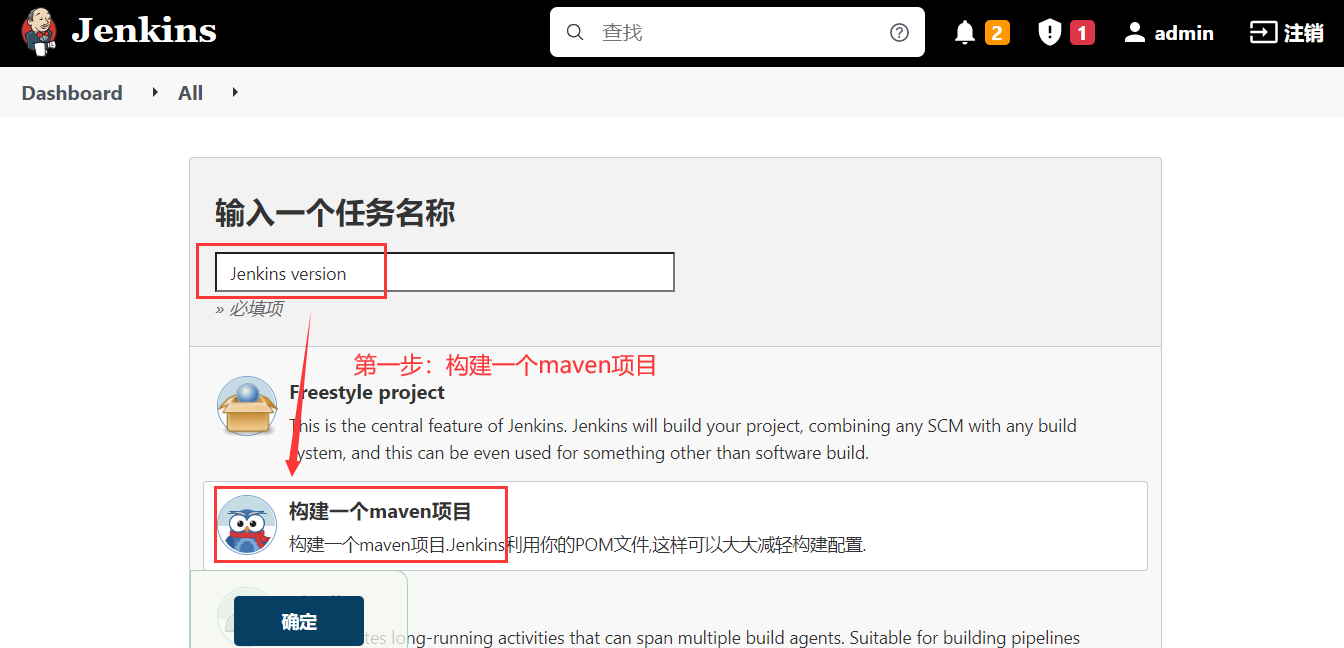 Jenkins
查找
2
1
admin
注销
Dashboard
All
输入一个任务名称
Jenkins version
» 必填项
第一步：构建一个maven项目
Freestyle project
This is the central feature of Jenkins. Jenkins will build your project, combining any SCM with any build
system, and this can be even used for something other than software build.
构建一个maven项目
构建一个maven项目.Jenkins利用你的POM文件,这样可以大大减轻构建配置.
确定
long-running activities that can span multiple build agents. Suitable for building pipelines